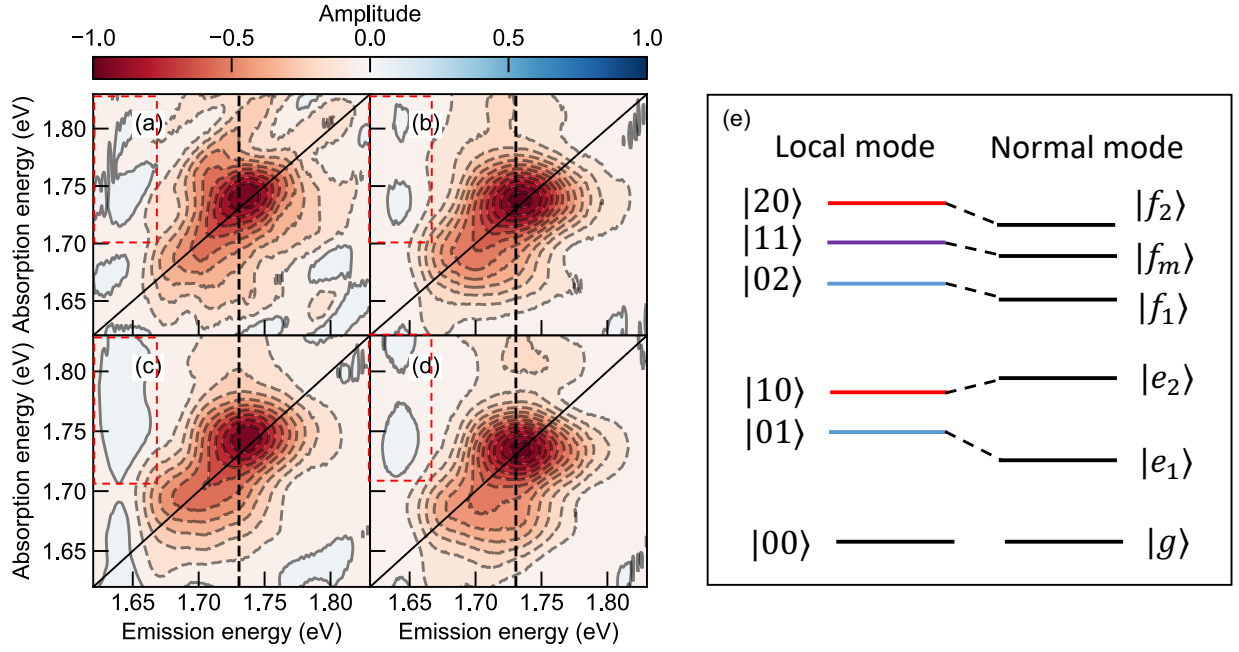 Amplitude
−1.0 −0.5 0.0 0.5 1.0
(a) (b)
Absorption energy (eV)
1.80
1.75
1.70
1.65
(c) (d)
Absorption energy (eV)
1.80
1.75
1.70
1.65
1.65 1.70 1.75 1.80 1.65 1.70 1.75 1.80
Emission energy (eV) Emission energy (eV)
(e)
Local mode Normal mode
|20⟩ |f₂⟩
|11⟩ |fₘ⟩
|02⟩ |f₁⟩
|10⟩ |e₂⟩
|01⟩ |e₁⟩
|00⟩ |g⟩